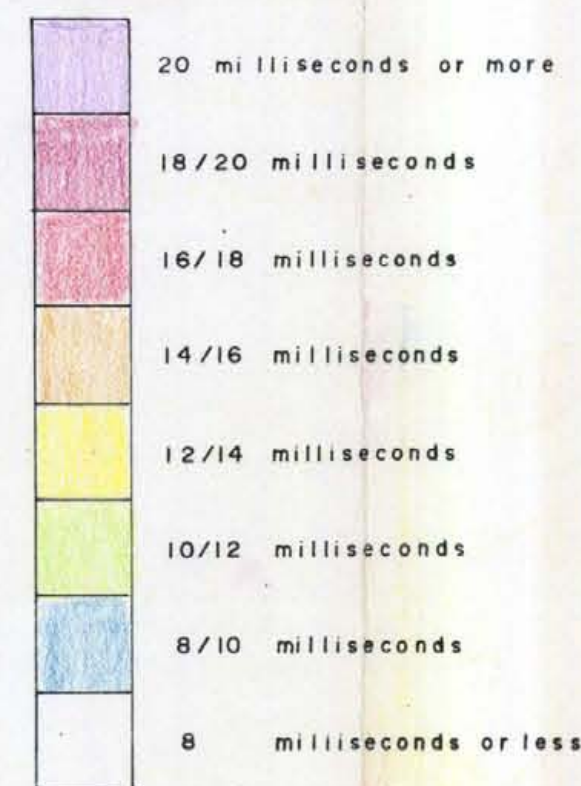 20 milliseconds or more
18/20 milliseconds
16/18 milliseconds
14/16 milliseconds
12/14 milliseconds
10/12 milliseconds
8/10 milliseconds
8 milliseconds or less